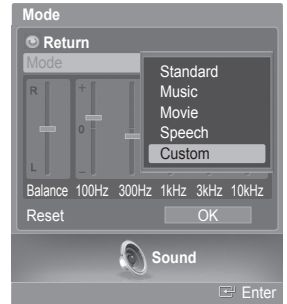 Mode
Return
Mode
Standard
Music
Movie
Speech
Custom
R
+
0
L
–
Balance 100Hz 300Hz 1kHz 3kHz 10kHz
Reset OK
Sound
Enter